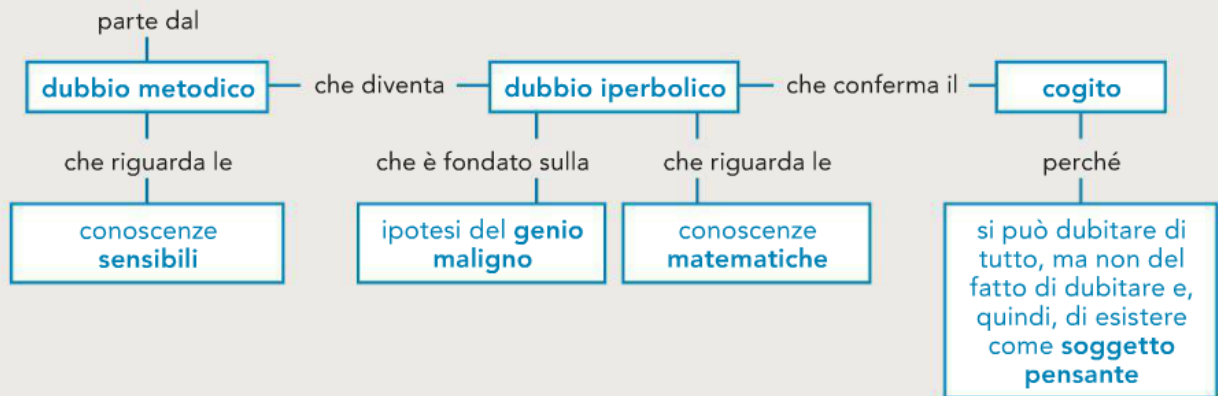 parte dal
dubbio metodico
che diventa
dubbio iperbolico
che conferma il
cogito
che riguarda le
che è fondato sulla
che riguarda le
perché
conoscenze
sensibili
ipotesi del genio
maligno
conoscenze
matematiche
si può dubitare di
tutto, ma non del
fatto di dubitare e,
quindi, di esistere
come soggetto
pensante